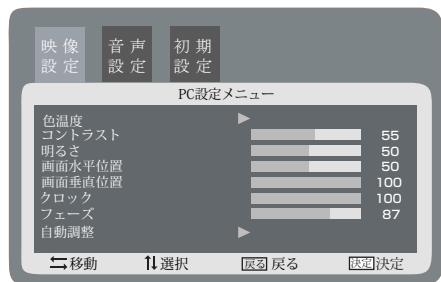 映像 音声 初期
設定 設定 設定
PC設定メニュー
色温度
コントラスト 55
明るさ 50
画面水平位置 50
画面垂直位置 100
クロック 100
フェーズ 87
自動調整
移動 選択 戻る 戻る 決定 決定